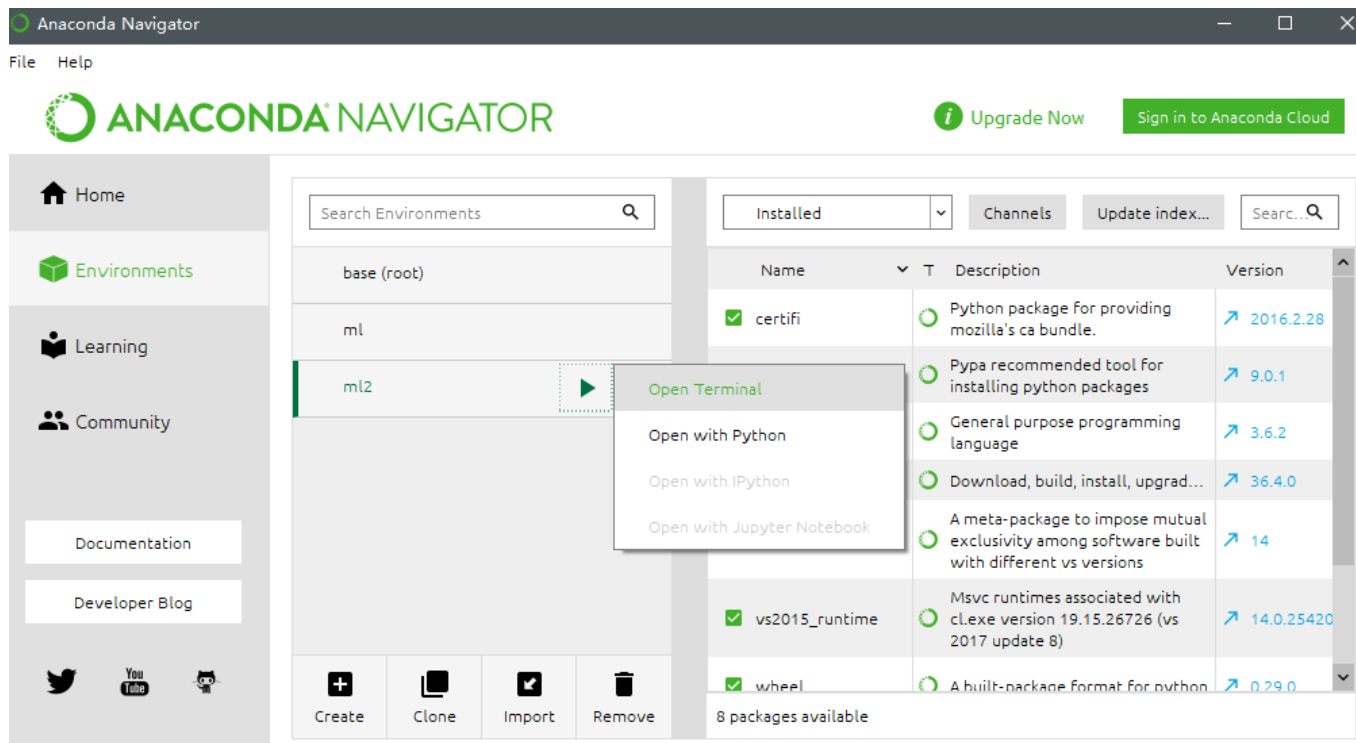 Anaconda Navigator
File Help
ANACONDA NAVIGATOR
i Upgrade Now
Sign in to Anaconda Cloud
Home
Environments
Learning
Community
Documentation
Developer Blog
You
Tube
Search Environments
base (root)
ml
ml2
Open Terminal
Open with Python
Open with IPython
Open with Jupyter Notebook
Create Clone Import Remove
Installed
Channels
Update index...
Searc...
Name T Description Version
certifi
Python package for providing
mozilla's ca bundle.
2016.2.28
Pypa recommended tool for
installing python packages
9.0.1
General purpose programming
language
3.6.2
Download, build, install, upgrad...
36.4.0
A meta-package to impose mutual
exclusivity among software built
with different vs versions
14
vs2015_runtime
Msvc runtimes associated with
cl.exe version 19.15.26726 (vs
2017 update 8)
14.0.25420
wheel
A built-package format for python
0.29.0
8 packages available